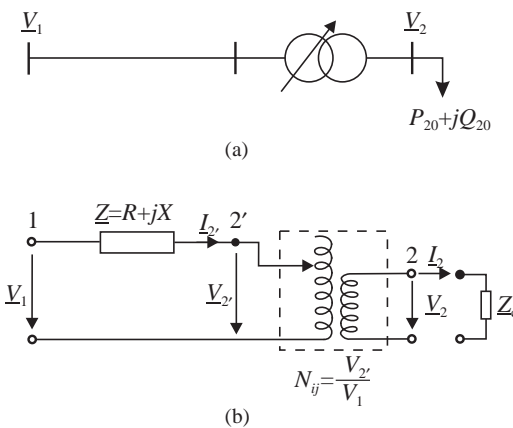 V1 V2
P20+jQ20
(a)
1 Z=R+jX I2' 2' 2 I2
V1 V2' V2 Z
Nij=V2'/V1
(b)